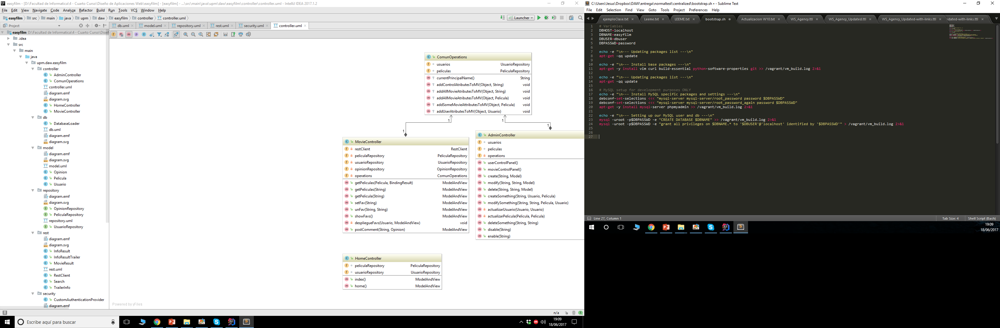 easyfilm - [D:\Facultad de Informatica\4 - Cuarto Curso\Diseño de Aplicaciones Web\easyfilm] - [easyfilm] - ...\src\main\java\upm\daw\easyfilm\controller\controller.uml - IntelliJ IDEA 2017.1.2
File Edit View Navigate Code Analyze Refactor Build Run Tools VCS Window Help
easyfilm src main java upm daw easyfilm controller controller.uml
Launcher
Project
db.uml model.uml repository.uml rest.uml security.uml controller.uml
easyfilm D:\Facultad de Informatica\4 - Cuarto Curso\Diseñ
.idea
src
main
java
upm.daw.easyfilm
controller
AdminController
ComunOperations
controller.uml
diagram.emf
diagram.svg
HomeController
MovieController
db
DatabaseLoader
db.uml
diagram.emf
diagram.svg
model
diagram.emf
diagram.svg
model.uml
Opinion
Pelicula
Usuario
repository
diagram.emf
diagram.svg
OpinionRepository
PeliculaRepository
repository.uml
UsuarioRepository
rest
diagram.emf
diagram.svg
InfoResult
InfoResultTrailer
MovieResult
rest.uml
RestClient
Search
TrailerInfo
security
CustomAuthenticationProvider
diagram.emf
ComunOperations
usuarios UsuarioRepository
peliculas PeliculaRepository
currentPrincipalName() String
addControlAtributesToMV(Object, String) void
addAllMovieAtributesToMV(Object, String) void
addAllMovieAtributesToMV(Object, Pelicula) void
addSomeMovieAttributesToMV(Object, Pelicula) void
addUserAtributesToMV(Object, Usuario) void
1 1
1 1
MovieController
restClient RestClient
peliculaRepository PeliculaRepository
usuarioRepository UsuarioRepository
opinionRepository OpinionRepository
operations ComunOperations
getPeliculas(Pelicula, BindingResult) ModelAndView
getPeliculas(String) ModelAndView
getPelicula(String) ModelAndView
setFav(String) ModelAndView
unFav(String, String) ModelAndView
showFavs() ModelAndView
despliegueFavs(Usuario, ModelAndView) void
postComment(String, Opinion) ModelAndView
AdminController
usuarios
peliculas
operations
userControlPanel()
movieControlPanel()
create(String, Model)
modify(String, String, Model)
delete(String, String, Model)
createSomething(String, Usuario, Pelicula)
modifySomething(String, String, Pelicula, Usuario)
actualizarUsuario(Usuario, Usuario)
actualizarPelicula(Pelicula, Pelicula)
deleteSomething(String, String)
disable(String)
enable(String)
HomeController
peliculaRepository PeliculaRepository
usuarioRepository UsuarioRepository
index() ModelAndView
home() ModelAndView
Powered by yFiles
n/a
1
Escribe aquí para buscar
19:09
18/06/2017
C:\Users\Jesus\Dropbox\DAW\entrega\normaltest\centralized\bootstrap.sh • - Sublime Text
File Edit Selection Find View Goto Tools Project Preferences Help
ejemploClase.txt Leeme.txt LEEME.txt bootstrap.sh Actualizacion W10.txt WS_Agency.ttl WS_Agency_Updated.ttl WS_Agency_Updated-with-links.ttl pdated-with-links.ttl
1 # Variables
2 DBHOST=localhost
3 DBNAME=easyfilm
4 DBUSER=dbuser
5 DBPASSWD=password
6
7 echo -e "\n--- Updating packages list ---\n"
8 apt-get -qq update
9
10 echo -e "\n--- Install base packages ---\n"
11 apt-get -y install vim curl build-essential python-software-properties git >> /vagrant/vm_build.log 2>&1
12
13 echo -e "\n--- Updating packages list ---\n"
14 apt-get -qq update
15
16 # MySQL setup for development purposes ONLY
17 echo -e "\n--- Install MySQL specific packages and settings ---\n"
18 debconf-set-selections <<< "mysql-server mysql-server/root_password password $DBPASSWD"
19 debconf-set-selections <<< "mysql-server mysql-server/root_password_again password $DBPASSWD"
20 apt-get -y install mysql-server phpmyadmin >> /vagrant/vm_build.log 2>&1
21
22 echo -e "\n--- Setting up our MySQL user and db ---\n"
23 mysql -uroot -p$DBPASSWD -e "CREATE DATABASE $DBNAME" >> /vagrant/vm_build.log 2>&1
24 mysql -uroot -p$DBPASSWD -e "grant all privileges on $DBNAME.* to '$DBUSER'@'localhost' identified by '$DBPASSWD'" > /vagrant/vm_build.log 2>&1
25
26
27
Line 27, Column 1
Tab Size: 4 Shell Script (Bash)
19:09
18/06/2017